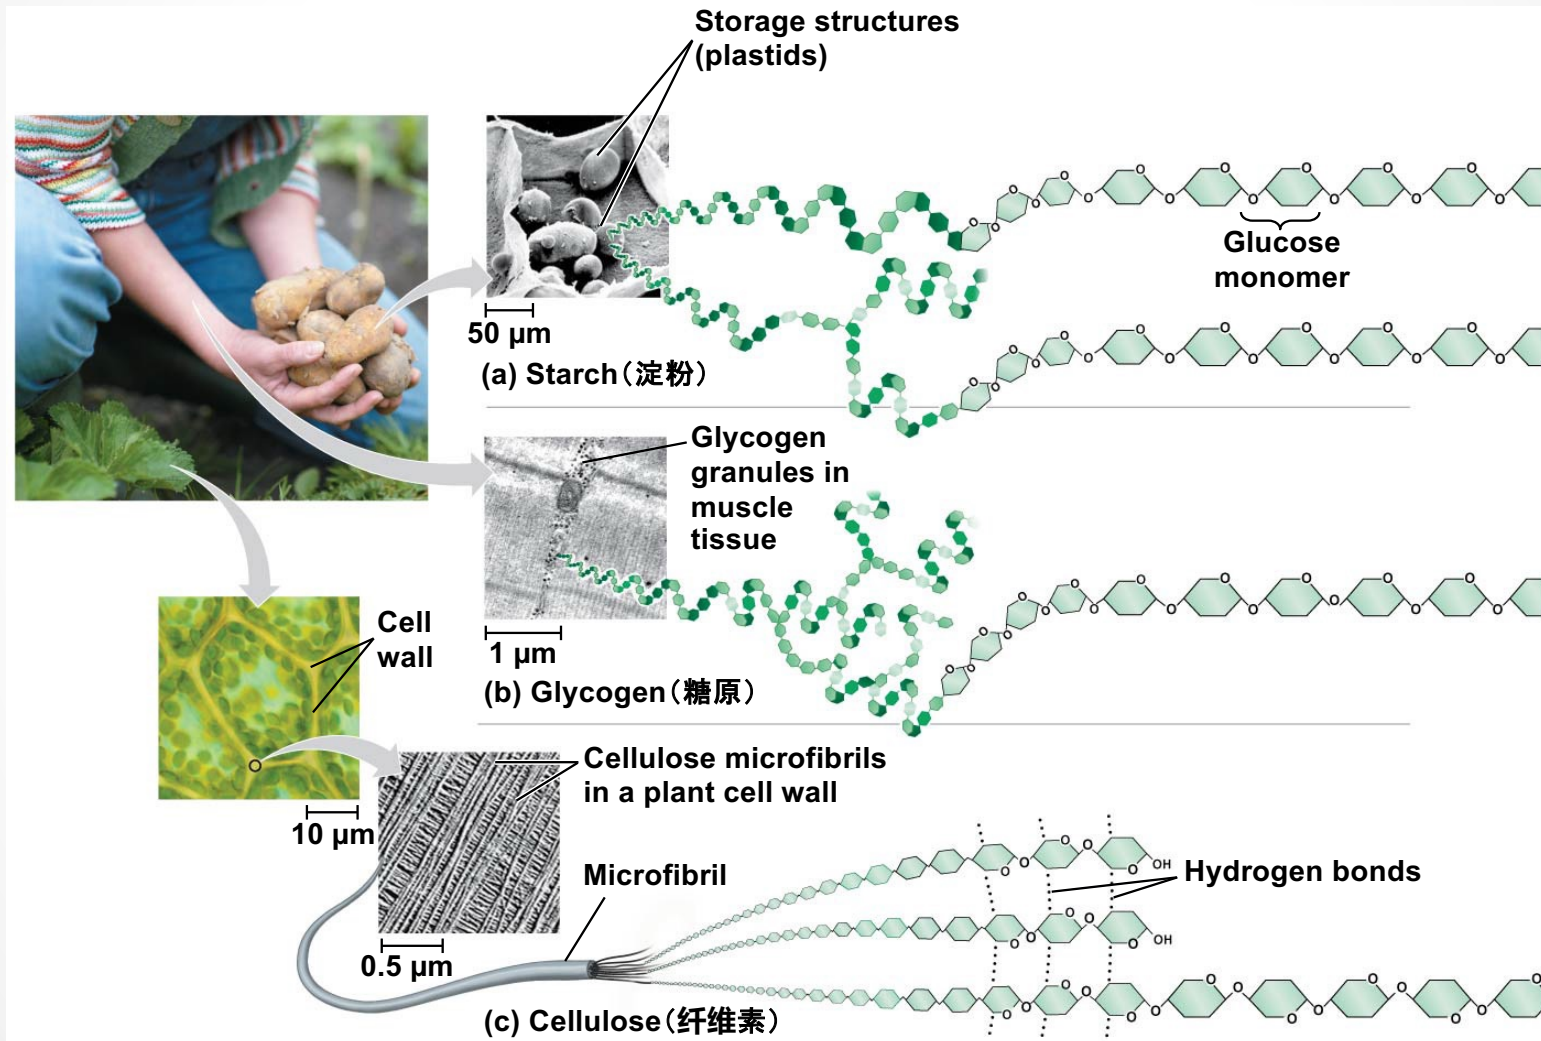 Storage structures
(plastids)
Glucose
monomer
50 µm
(a) Starch（淀粉）
Glycogen
granules in
muscle
tissue
1 µm
(b) Glycogen（糖原）
Cell
wall
10 µm
Cellulose microfibrils
in a plant cell wall
0.5 µm
Microfibril
Hydrogen bonds
OH
OH
(c) Cellulose（纤维素）
O